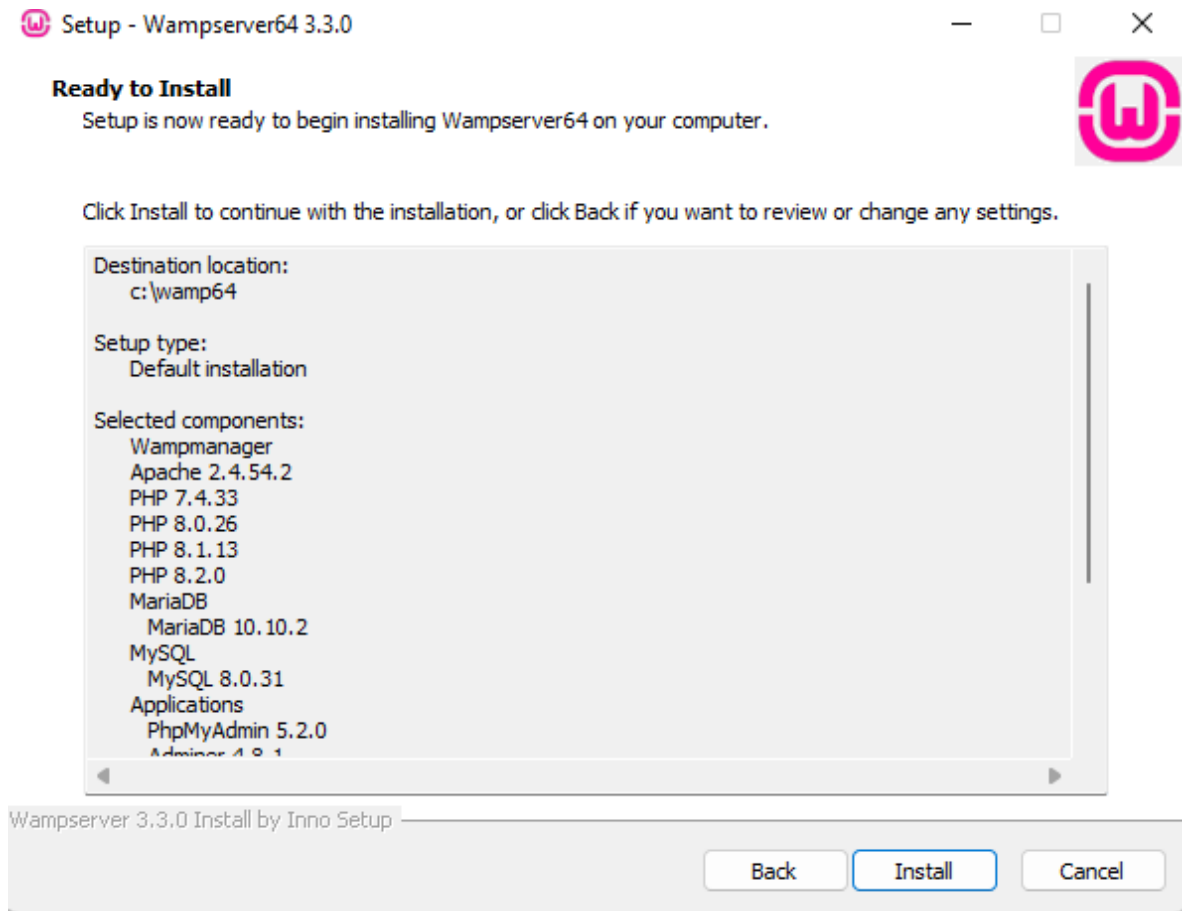 Setup - Wampserver64 3.3.0
Ready to Install
Setup is now ready to begin installing Wampserver64 on your computer.
Click Install to continue with the installation, or click Back if you want to review or change any settings.
Destination location:
c:\wamp64
Setup type:
Default installation
Selected components:
Wampmanager
Apache 2.4.54.2
PHP 7.4.33
PHP 8.0.26
PHP 8.1.13
PHP 8.2.0
MariaDB
MariaDB 10.10.2
MySQL
MySQL 8.0.31
Applications
PhpMyAdmin 5.2.0
Adminer 4.8.1
Wampserver 3.3.0 Install by Inno Setup
Back Install Cancel